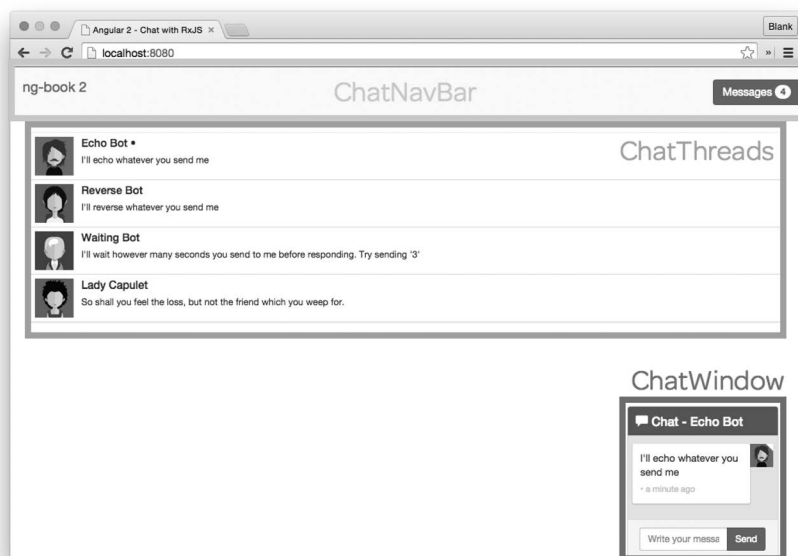 Angular 2 - Chat with RxJS
Blank
localhost:8080
ng-book 2
ChatNavBar
Messages 4
ChatThreads
Echo Bot •
I'll echo whatever you send me
Reverse Bot
I'll reverse whatever you send me
Waiting Bot
I'll wait however many seconds you send to me before responding. Try sending '3'
Lady Capulet
So shall you feel the loss, but not the friend which you weep for.
ChatWindow
Chat - Echo Bot
I'll echo whatever you
send me
• a minute ago
Write your messa
Send